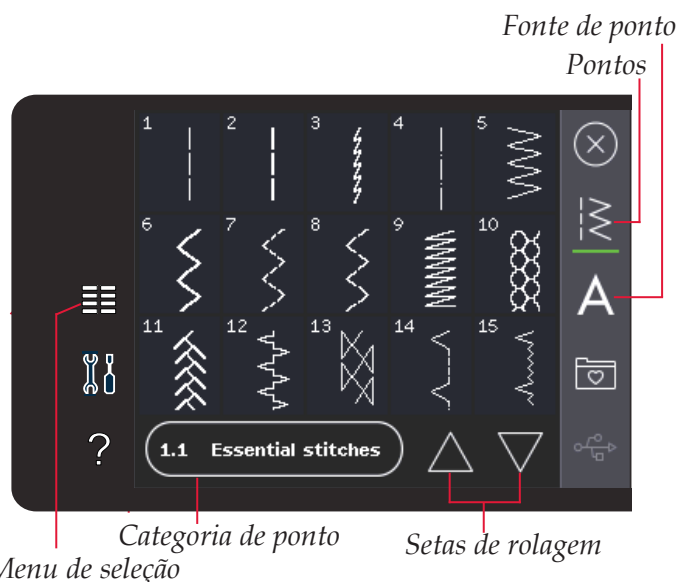 Fonte de ponto
Pontos
1 2 3 4 5
6 7 8 9 10
A
11 12 13 14 15
?
1.1 Essential stitches
Categoria de ponto
Setas de rolagem
Menu de seleção